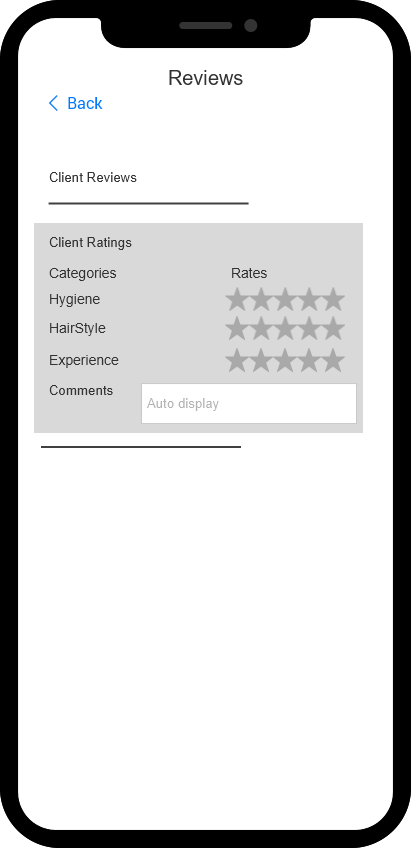 Reviews
Back
Client Reviews
Client Ratings
Categories Rates
Hygiene
HairStyle
Experience
Comments Auto display